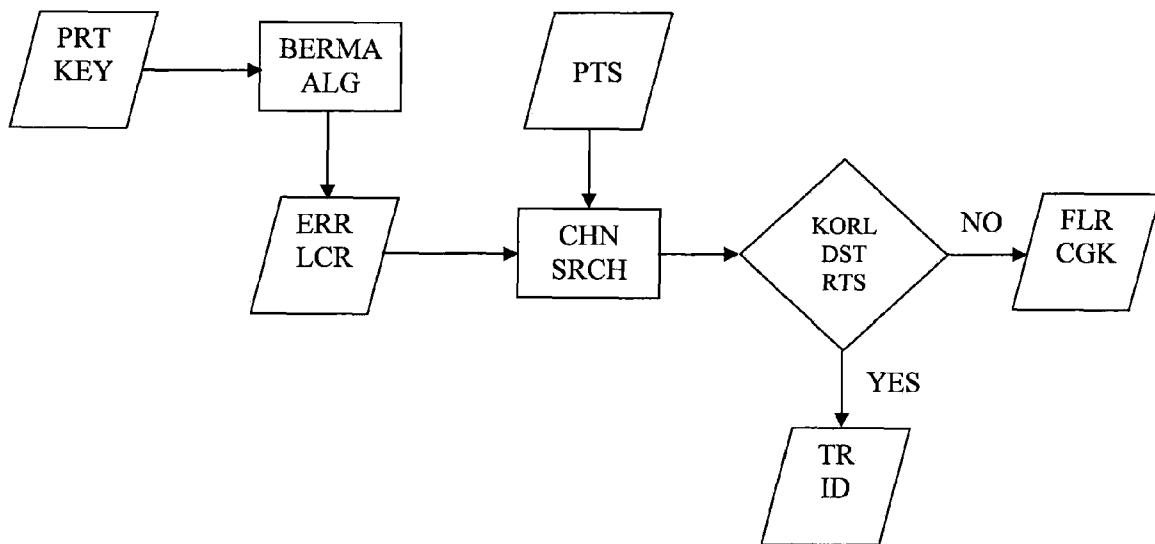 PRT
KEY
BERMA
ALG
PTS
ERR
LCR
CHN
SRCH
KORL
DST
RTS
NO
FLR
CGK
YES
TR
ID